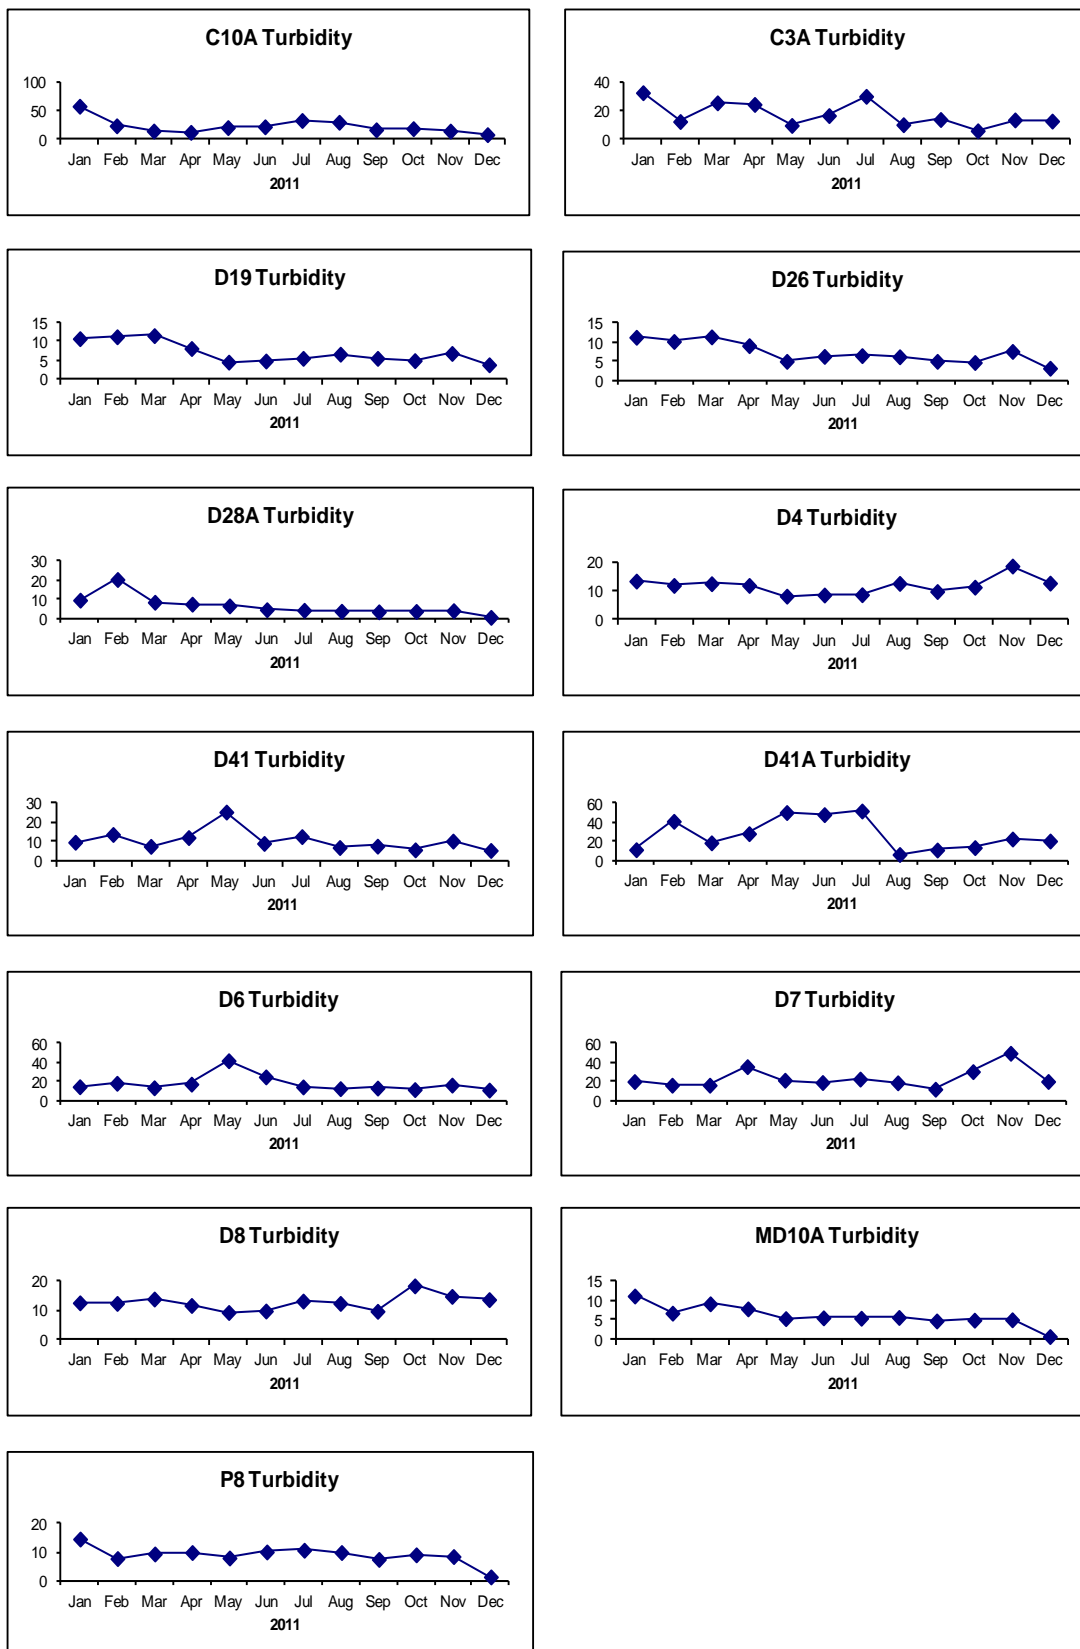 C10A Turbidity
100
50
0
Jan Feb Mar Apr May Jun Jul Aug Sep Oct Nov Dec
2011
C3A Turbidity
40
20
0
Jan Feb Mar Apr May Jun Jul Aug Sep Oct Nov Dec
2011
D19 Turbidity
15
10
5
0
Jan Feb Mar Apr May Jun Jul Aug Sep Oct Nov Dec
2011
D26 Turbidity
15
10
5
0
Jan Feb Mar Apr May Jun Jul Aug Sep Oct Nov Dec
2011
D28A Turbidity
30
20
10
0
Jan Feb Mar Apr May Jun Jul Aug Sep Oct Nov Dec
2011
D4 Turbidity
20
10
0
Jan Feb Mar Apr May Jun Jul Aug Sep Oct Nov Dec
2011
D41 Turbidity
30
20
10
0
Jan Feb Mar Apr May Jun Jul Aug Sep Oct Nov Dec
2011
D41A Turbidity
60
40
20
0
Jan Feb Mar Apr May Jun Jul Aug Sep Oct Nov Dec
2011
D6 Turbidity
60
40
20
0
Jan Feb Mar Apr May Jun Jul Aug Sep Oct Nov Dec
2011
D7 Turbidity
60
40
20
0
Jan Feb Mar Apr May Jun Jul Aug Sep Oct Nov Dec
2011
D8 Turbidity
20
10
0
Jan Feb Mar Apr May Jun Jul Aug Sep Oct Nov Dec
2011
MD10A Turbidity
15
10
5
0
Jan Feb Mar Apr May Jun Jul Aug Sep Oct Nov Dec
2011
P8 Turbidity
20
10
0
Jan Feb Mar Apr May Jun Jul Aug Sep Oct Nov Dec
2011